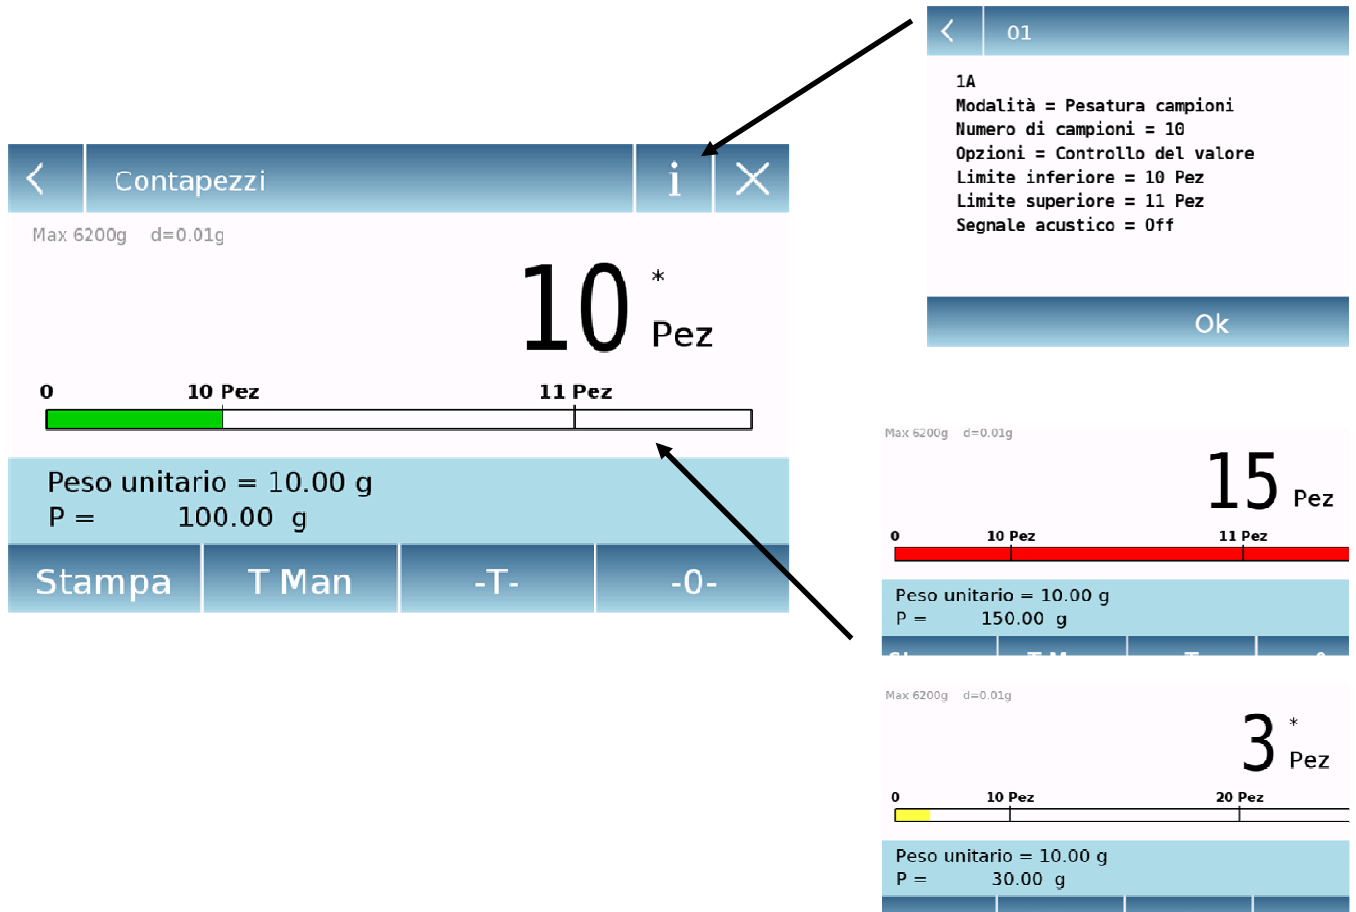 Contapezzi
i
Max 6200g d=0.01g
10 * Pez
0 10 Pez 11 Pez
Peso unitario = 10.00 g
P = 100.00 g
Stampa T Man -T- -0-
01
1A
Modalità = Pesatura campioni
Numero di campioni = 10
Opzioni = Controllo del valore
Limite inferiore = 10 Pez
Limite superiore = 11 Pez
Segnale acustico = Off
Ok
Max 6200g d=0.01g
15 Pez
0 10 Pez 11 Pez
Peso unitario = 10.00 g
P = 150.00 g
Max 6200g d=0.01g
3 * Pez
0 10 Pez 20 Pez
Peso unitario = 10.00 g
P = 30.00 g